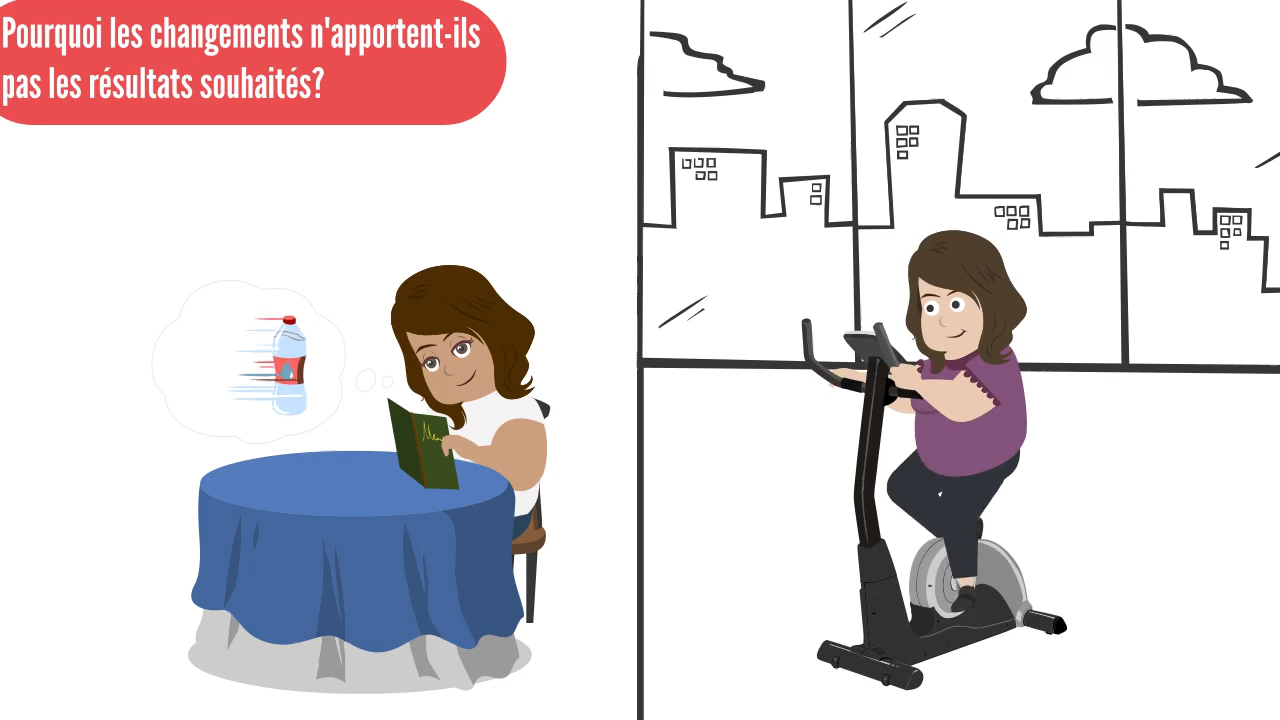 Pourquoi les changements n'apportent-ils
pas les résultats souhaités?